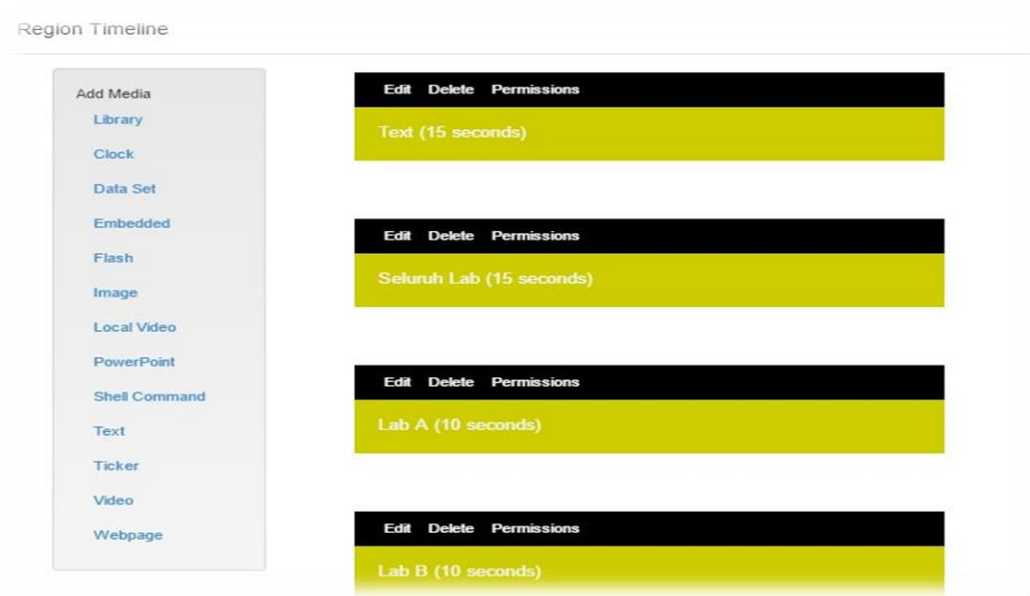 Region Timeline
Add Media
Library
Clock
Data Set
Embedded
Flash
Image
Local Video
PowerPoint
Shell Command
Text
Ticker
Video
Webpage
Edit Delete Permissions
Text (15 seconds)
Edit Delete Permissions
Seluruh Lab (15 seconds)
Edit Delete Permissions
Lab A (10 seconds)
Edit Delete Permissions
Lab B (10 seconds)